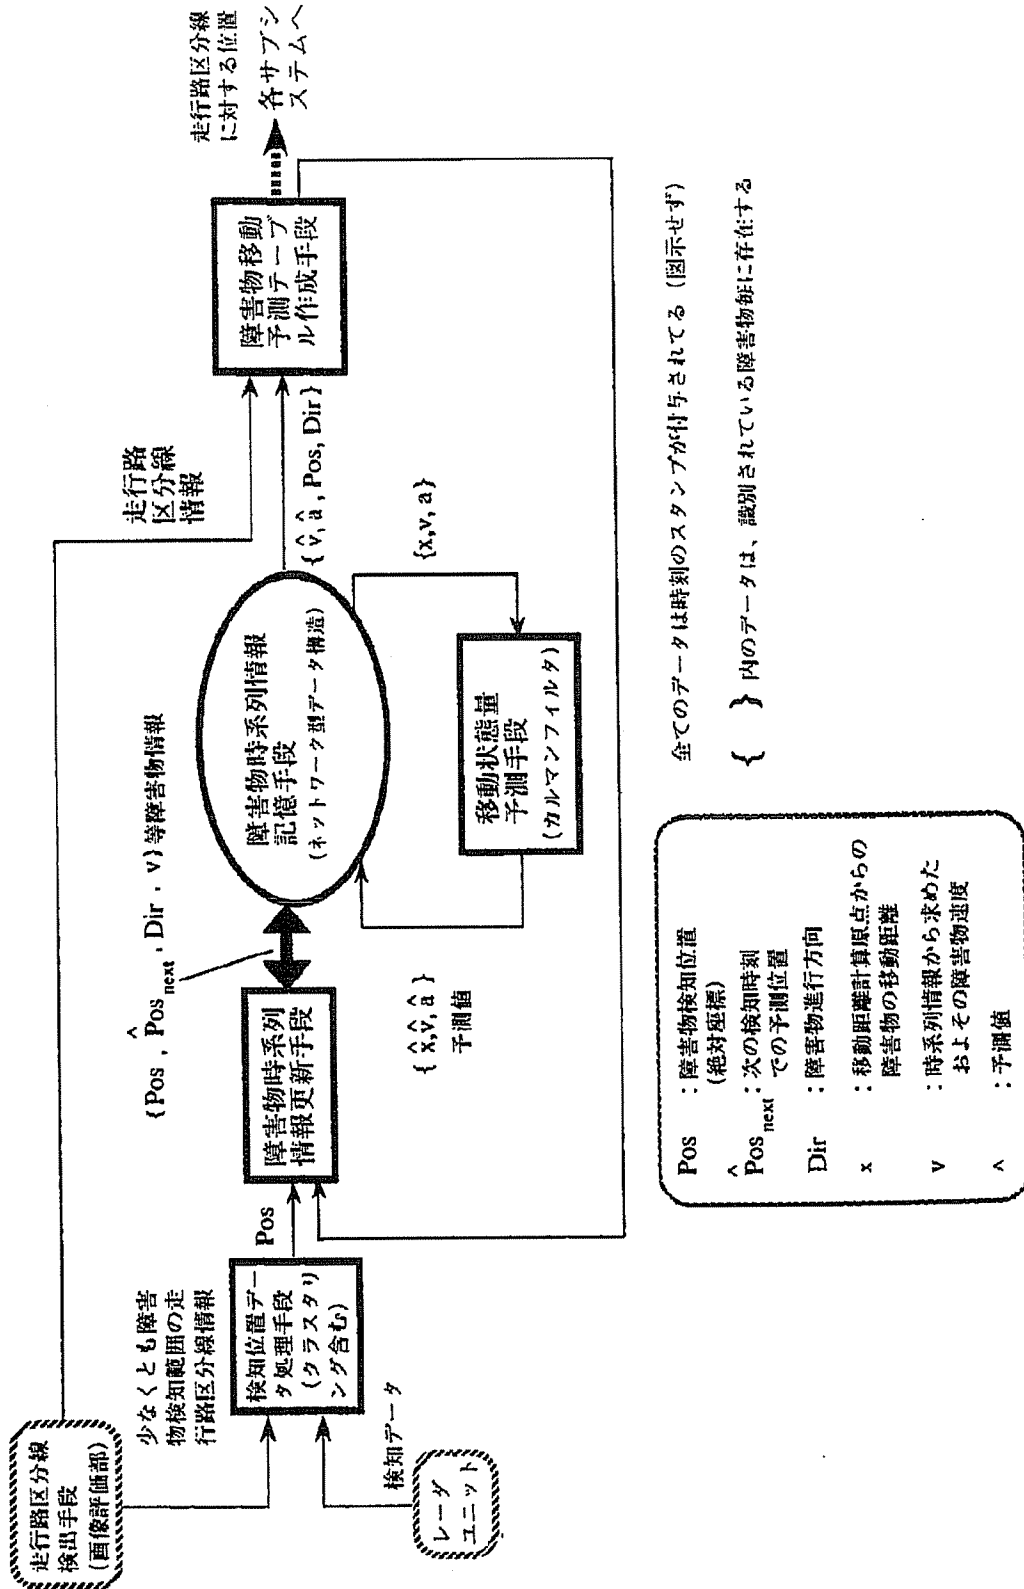 走行路区分線
検出手段
(画像評価部)
少なくとも障害
物検知範囲の走
行路区分線情報
レーダ
ユニット
検知データ
検知位置デー
タ処理手段
(クラスタリ
ング含む)
Pos
障害物時系列
情報更新手段
{Pos , P̂os next , Dir , v}等障害物情報
{ x̂,v̂,â }
予測値
障害物時系列情報
記憶手段
(ネットワーク型データ構造)
移動状態量
予測手段
(カルマンフィルタ)
{x,v,a}
{ v̂, â , Pos, Dir }
走行路
区分線
情報
障害物移動
予測テーブ
ル作成手段
走行路区分線
に対する位置
各サブシ
ステムへ
全てのデータは時刻のスタンプが付与されてる (図示せず)
{ } 内のデータは、識別されている障害物毎に存在する
Pos :障害物検知位置
(絶対座標)
P̂os next :次の検知時刻
での予測位置
Dir :障害物進行方向
x :移動距離計算原点からの
障害物の移動距離
v :時系列情報から求めた
およその障害物速度
^ :予測値